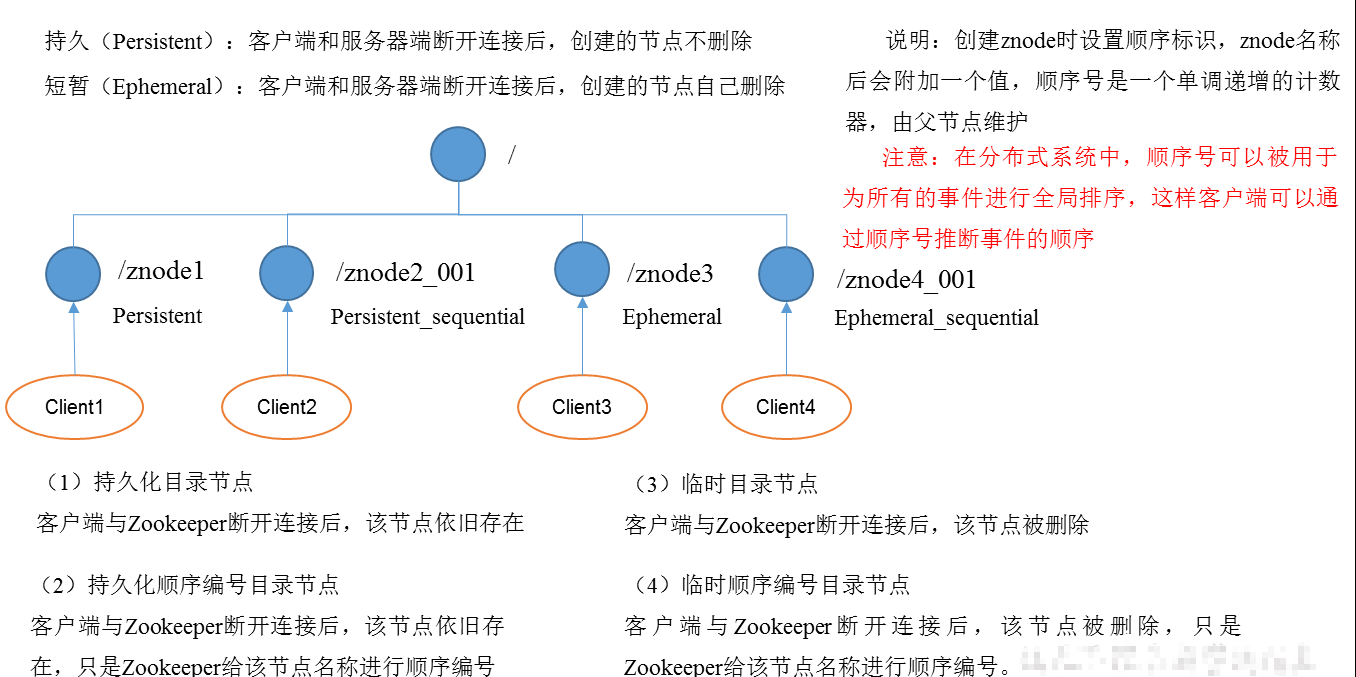 持久（Persistent）：客户端和服务器端断开连接后，创建的节点不删除
短暂（Ephemeral）：客户端和服务器端断开连接后，创建的节点自己删除
说明：创建znode时设置顺序标识，znode名称
后会附加一个值，顺序号是一个单调递增的计数
器，由父节点维护
注意：在分布式系统中，顺序号可以被用于
为所有的事件进行全局排序，这样客户端可以通
过顺序号推断事件的顺序
/
/znode1
Persistent
/znode2_001
Persistent_sequential
/znode3
Ephemeral
/znode4_001
Ephemeral_sequential
Client1
Client2
Client3
Client4
（1）持久化目录节点
客户端与Zookeeper断开连接后，该节点依旧存在
（2）持久化顺序编号目录节点
客户端与Zookeeper断开连接后，该节点依旧存
在，只是Zookeeper给该节点名称进行顺序编号
（3）临时目录节点
客户端与Zookeeper断开连接后，该节点被删除
（4）临时顺序编号目录节点
客户端与Zookeeper断开连接后，该节点被删除，只是
Zookeeper给该节点名称进行顺序编号。